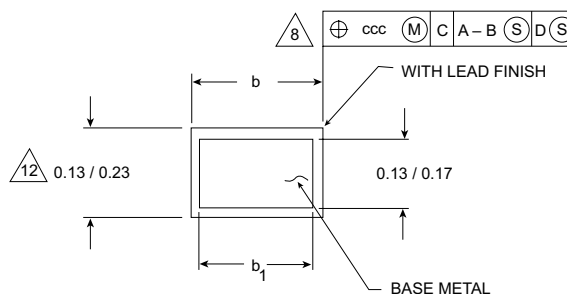 8 ⌖ ccc Ⓜ C A – B Ⓢ D Ⓢ
b
WITH LEAD FINISH
12 0.13 / 0.23
0.13 / 0.17
b1
BASE METAL